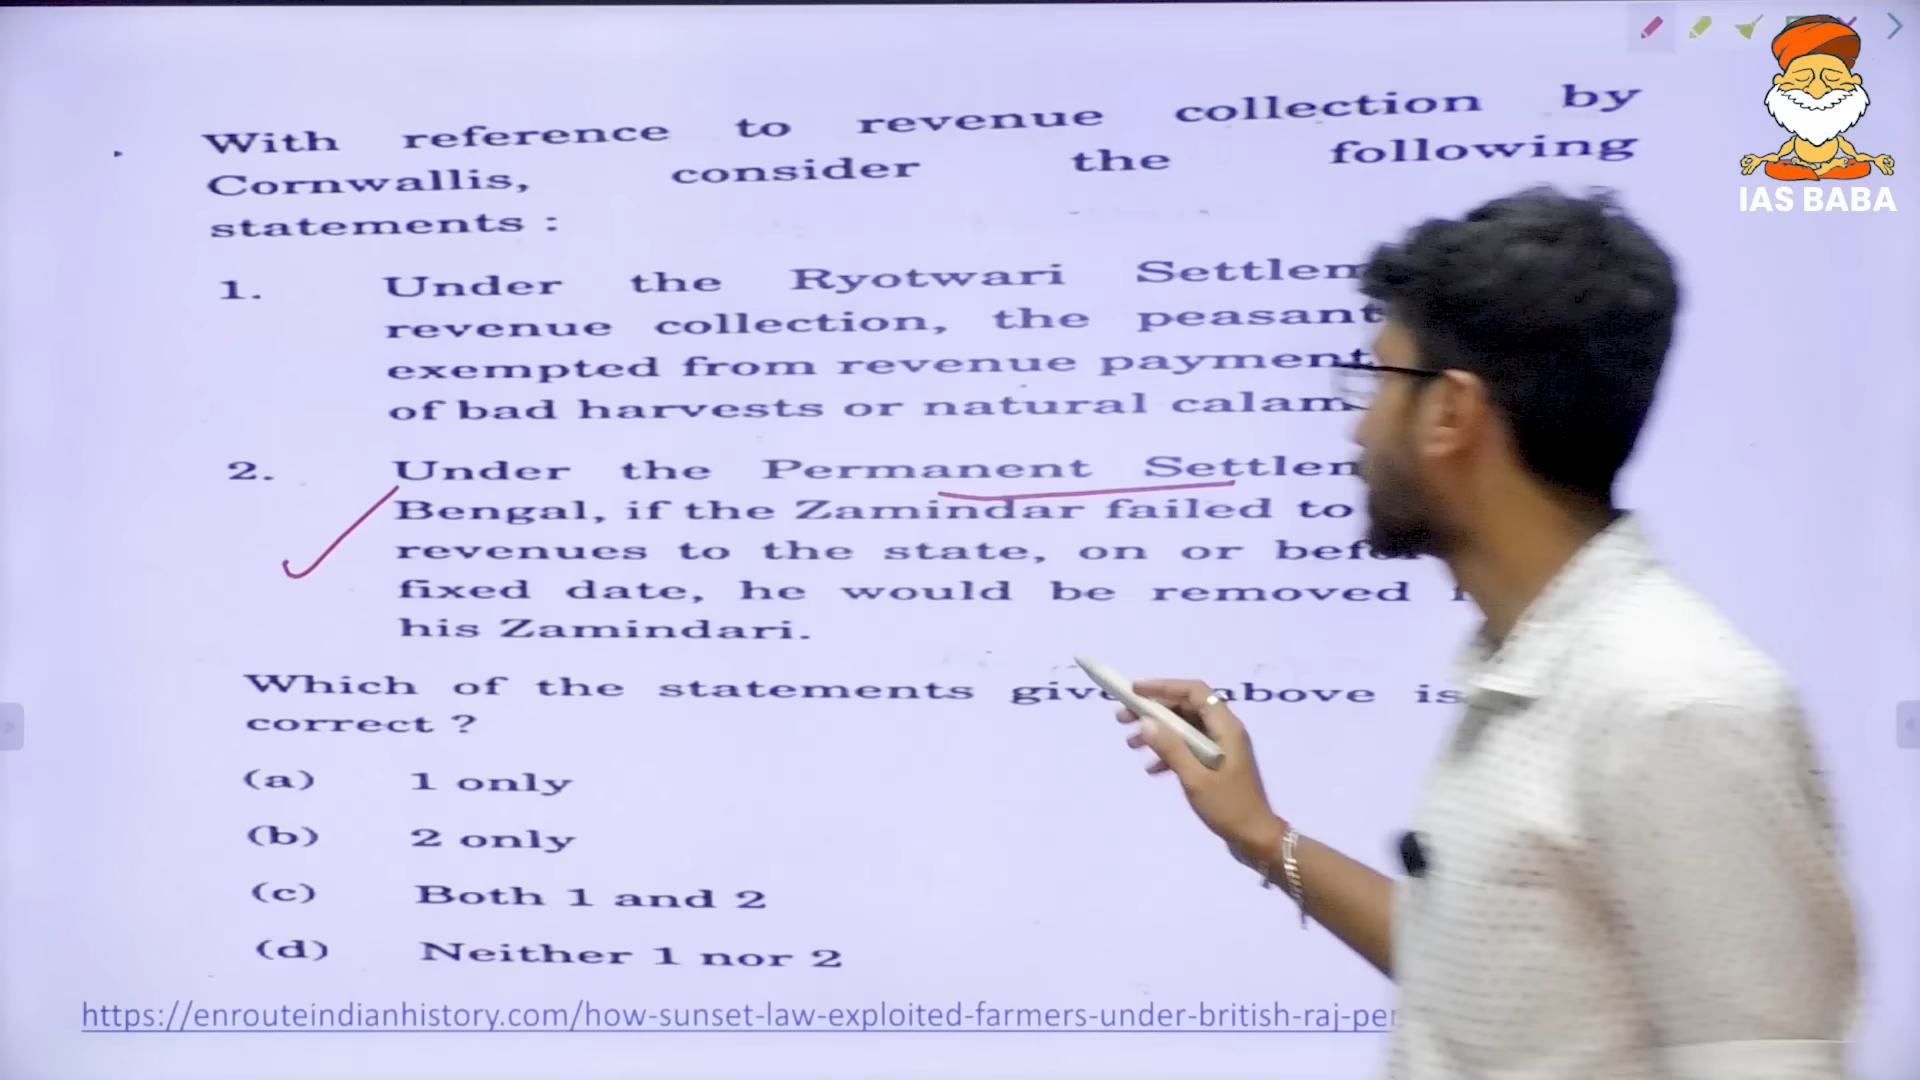 IAS BABA
With reference to revenue collection by
Cornwallis, consider the following
statements :
1. Under the Ryotwari Settlem
revenue collection, the peasant
exempted from revenue payment
of bad harvests or natural calam
2. Under the Permanent Settlem
Bengal, if the Zamindar failed to
revenues to the state, on or bef
fixed date, he would be removed
his Zamindari.
Which of the statements give above is
correct ?
(a) 1 only
(b) 2 only
(c) Both 1 and 2
(d) Neither 1 nor 2
https://enrouteindianhistory.com/how-sunset-law-exploited-farmers-under-british-raj-per